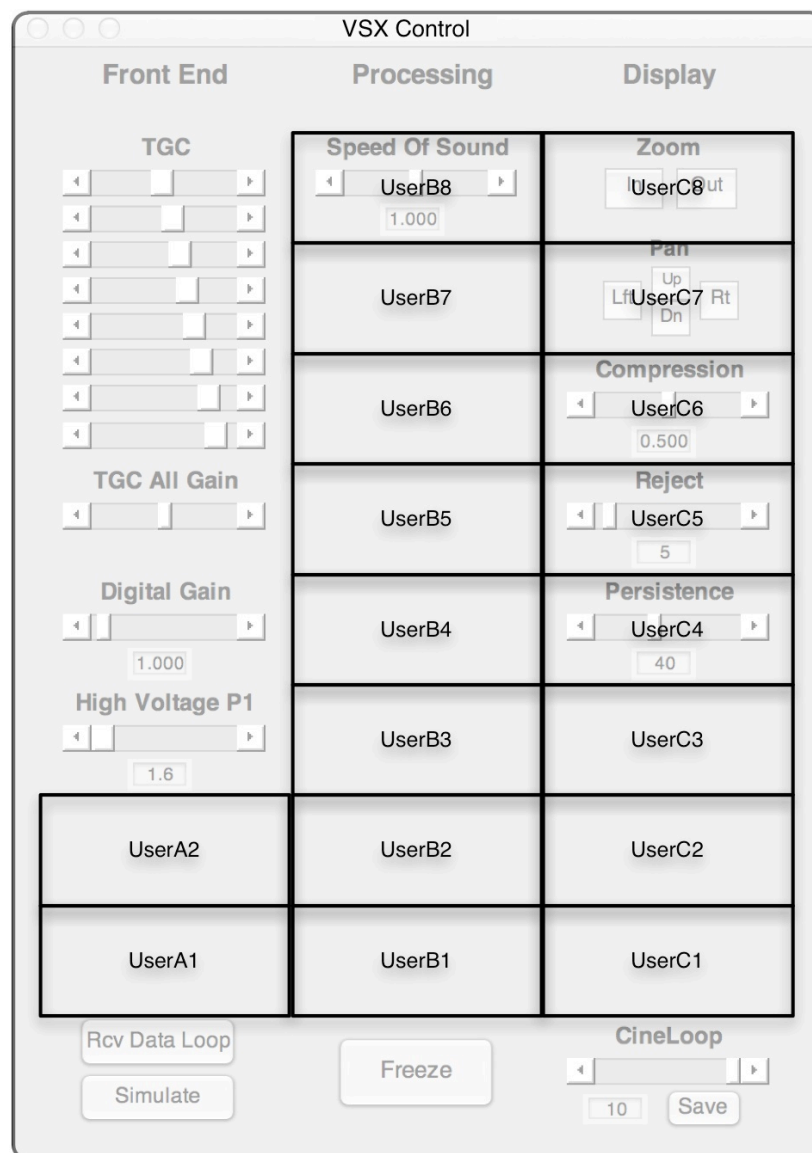 VSX Control
Front End Processing Display
TGC Speed Of Sound Zoom
UserB8 In UserC8 Out
1.000
Pan
UserB7 Up
Lft UserC7 Rt
Dn
Compression
UserB6 UserC6
0.500
TGC All Gain Reject
UserB5 UserC5
5
Digital Gain Persistence
UserB4 UserC4
1.000 40
High Voltage P1
UserB3 UserC3
1.6
UserA2 UserB2 UserC2
UserA1 UserB1 UserC1
Rcv Data Loop CineLoop
Freeze
Simulate 10 Save